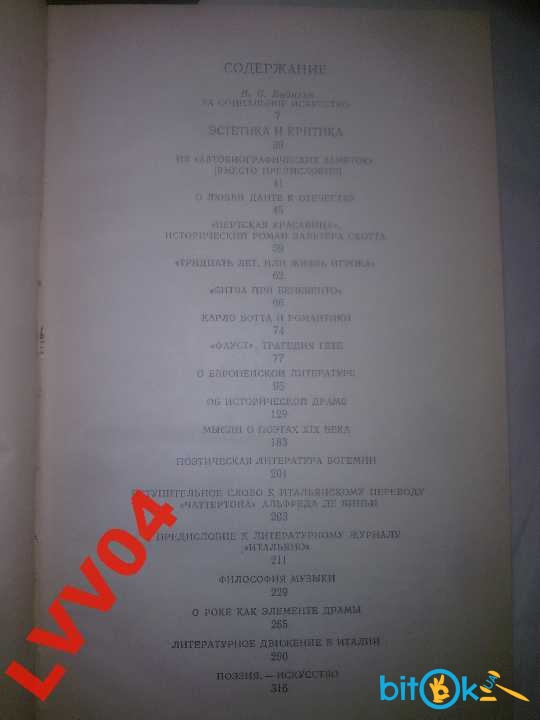 СОДЕРЖАНИЕ
ЗА СОЦИАЛЬНОЕ ИСКУССТВО
7
ЭСТЕТИКА И КРИТИКА
39
ИЗ «АВТОБИОГРАФИЧЕСКИХ ЗАМЕТОК»
[ВМЕСТО ПРЕДИСЛОВИЯ]
41
О ЛЮБВИ ДАНТЕ К ОТЕЧЕСТВУ
45
«ПЕРТСКАЯ КРАСАВИЦА»,
ИСТОРИЧЕСКИЙ РОМАН ВАЛЬТЕРА СКОТТА
59
«ТРИДЦАТЬ ЛЕТ, ИЛИ ЖИЗНЬ ИГРОКА»
62
«БИТВА ПРИ БЕНЕВЕНТО»
66
КАРЛО БОТТА И РОМАНТИКИ
74
«ФАУСТ», ТРАГЕДИЯ ГЕТЕ
77
О ЕВРОПЕЙСКОЙ ЛИТЕРАТУРЕ
95
ОБ ИСТОРИЧЕСКОЙ ДРАМЕ
129
МЫСЛИ О ПОЭТАХ XIX ВЕКА
183
ПОЭТИЧЕСКАЯ ЛИТЕРАТУРА БОГЕМИИ
201
ВСТУПИТЕЛЬНОЕ СЛОВО К ИТАЛЬЯНСКОМУ ПЕРЕВОДУ
«ЧАТТЕРТОНА» АЛЬФРЕДА ДЕ ВИНЬИ
203
ПРЕДИСЛОВИЕ К ЛИТЕРАТУРНОМУ ЖУРНАЛУ
«ИТАЛЬЯНО»
211
ФИЛОСОФИЯ МУЗЫКИ
229
О РОКЕ КАК ЭЛЕМЕНТЕ ДРАМЫ
265
ЛИТЕРАТУРНОЕ ДВИЖЕНИЕ В ИТАЛИИ
290
ПОЭЗИЯ. — ИСКУССТВО
316
LVV04
bitok.ua